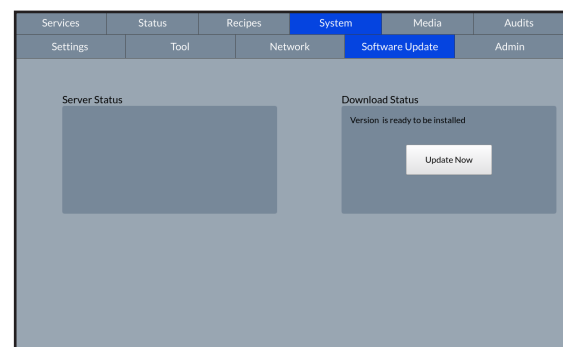 Services Status Recipes System Media Audits
Settings Tool Network Software Update Admin
Server Status
Download Status
Version is ready to be installed
Update Now